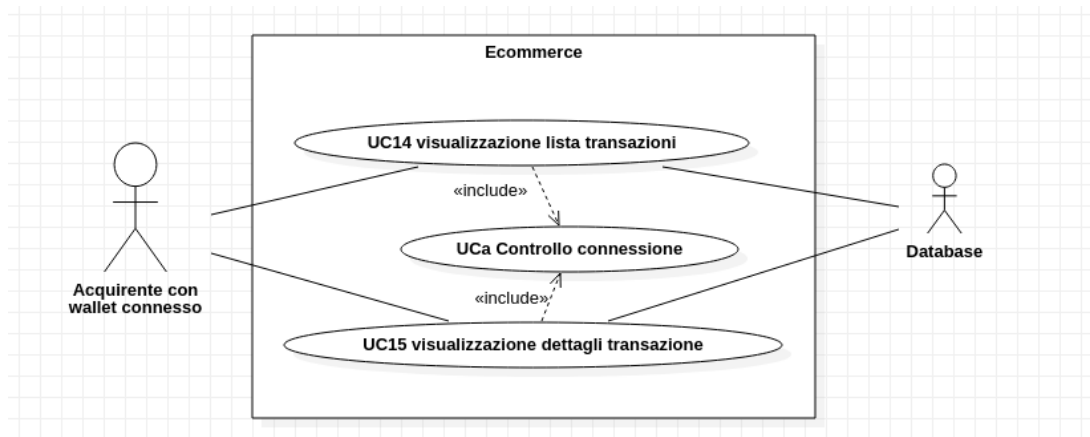 Ecommerce
UC14 visualizzazione lista transazioni
«include»
UCa Controllo connessione
Database
Acquirente con
wallet connesso
«include»
UC15 visualizzazione dettagli transazione